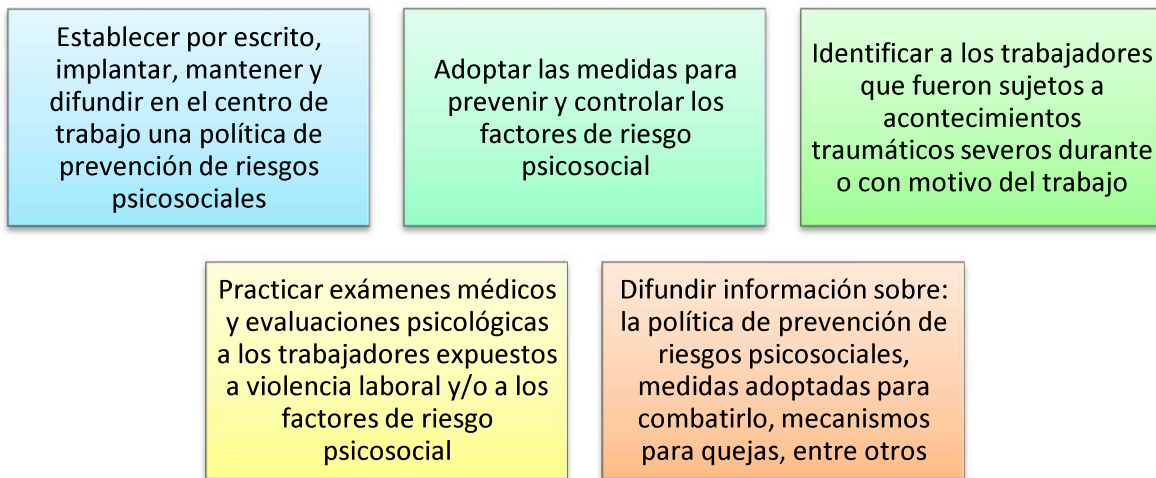 Establecer por escrito,
implantar, mantener y
difundir en el centro de
trabajo una política de
prevención de riesgos
psicosociales
Adoptar las medidas para
prevenir y controlar los
factores de riesgo
psicosocial
Identificar a los trabajadores
que fueron sujetos a
acontecimientos
traumáticos severos durante
o con motivo del trabajo
Practicar exámenes médicos
y evaluaciones psicológicas
a los trabajadores expuestos
a violencia laboral y/o a los
factores de riesgo
psicosocial
Difundir información sobre:
la política de prevención de
riesgos psicosociales,
medidas adoptadas para
combatirlo, mecanismos
para quejas, entre otros